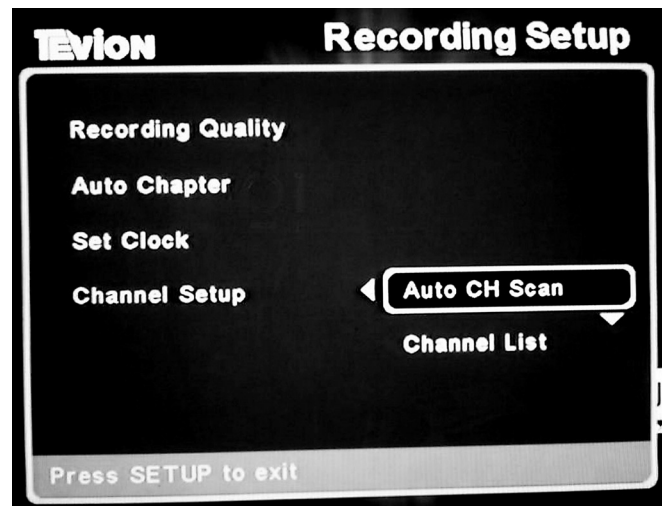 TEVION
Recording Setup
Recording Quality
Auto Chapter
Set Clock
Channel Setup
Auto CH Scan
Channel List
Press SETUP to exit